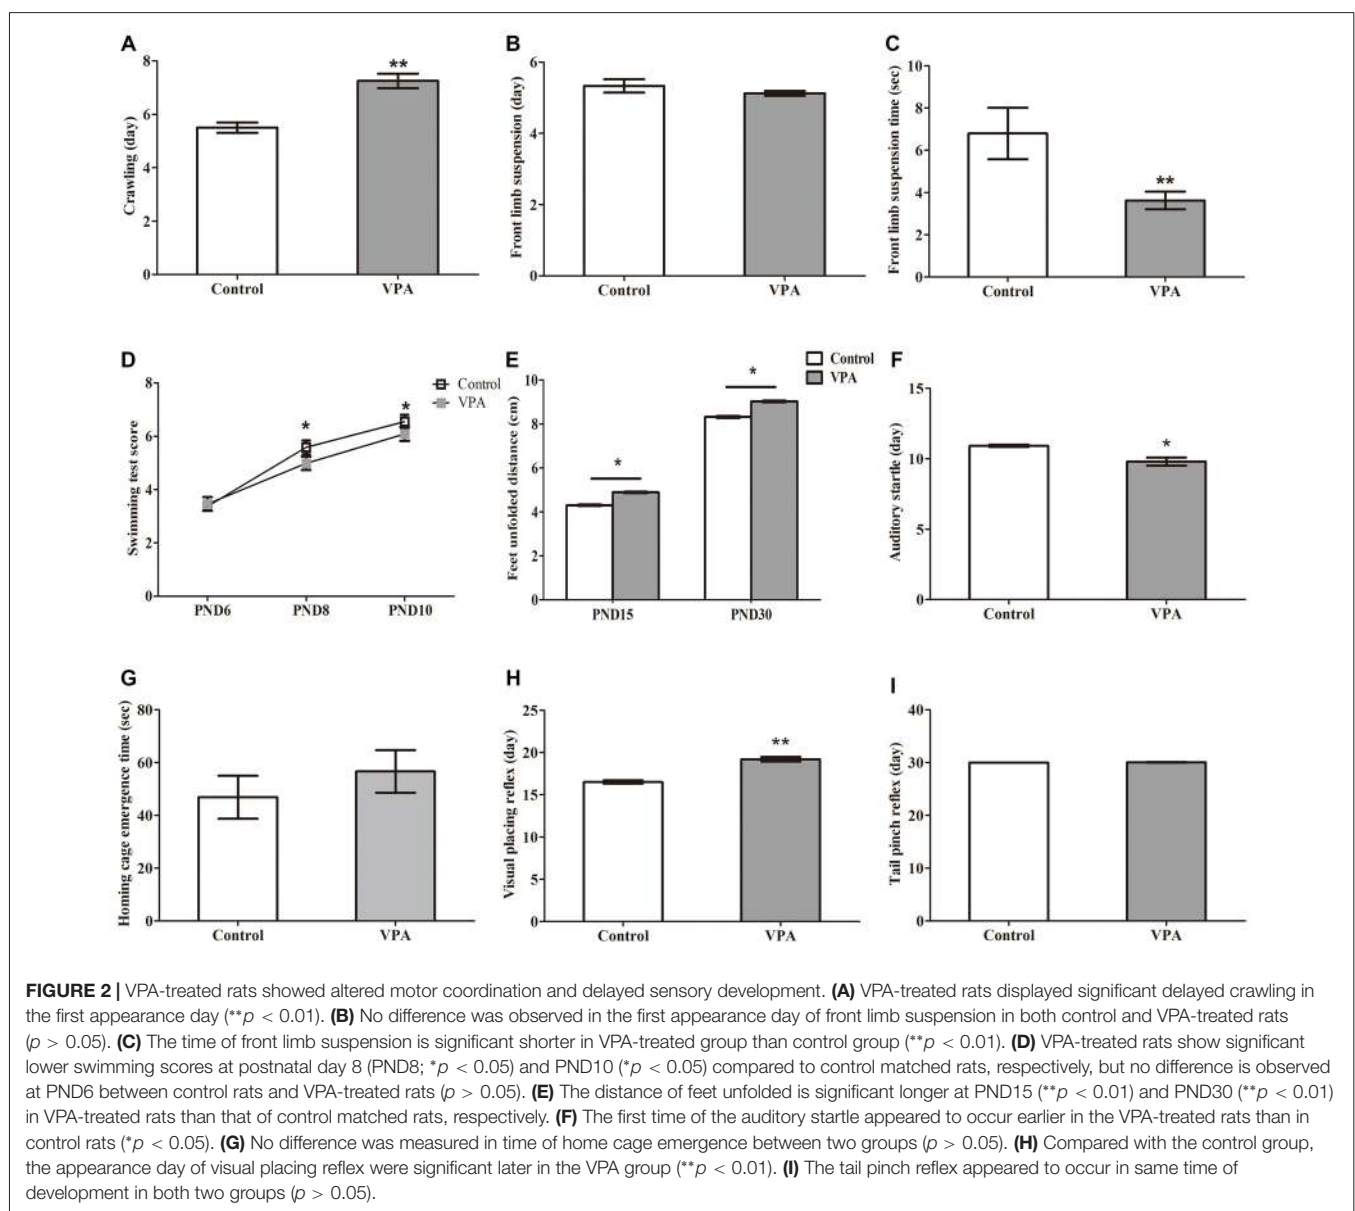 A
8
6
4
2
0
Crawling (day)
**
Control
VPA
B
6
4
2
0
Front limb suspension (day)
Control
VPA
C
10
8
6
4
2
0
Front limb suspension time (sec)
**
Control
VPA
D
8
6
4
2
0
Swimming test score
*
*
Control
VPA
PND6
PND8
PND10
E
10
8
6
4
2
0
Feet unfolded distance (cm)
*
*
Control
VPA
PND15
PND30
F
15
10
5
0
Auditory startle (day)
*
Control
VPA
G
80
60
40
20
0
Homing cage emergence time (sec)
Control
VPA
H
25
20
15
10
5
0
Visual placing reflex (day)
**
Control
VPA
I
40
30
20
10
0
Tail pinch reflex (day)
Control
VPA
FIGURE 2 | VPA-treated rats showed altered motor coordination and delayed sensory development. (A) VPA-treated rats displayed significant delayed crawling in
the first appearance day (**p < 0.01). (B) No difference was observed in the first appearance day of front limb suspension in both control and VPA-treated rats
(p > 0.05). (C) The time of front limb suspension is significant shorter in VPA-treated group than control group (**p < 0.01). (D) VPA-treated rats show significant
lower swimming scores at postnatal day 8 (PND8; *p < 0.05) and PND10 (*p < 0.05) compared to control matched rats, respectively, but no difference is observed
at PND6 between control rats and VPA-treated rats (p > 0.05). (E) The distance of feet unfolded is significant longer at PND15 (**p < 0.01) and PND30 (**p < 0.01)
in VPA-treated rats than that of control matched rats, respectively. (F) The first time of the auditory startle appeared to occur earlier in the VPA-treated rats than in
control rats (*p < 0.05). (G) No difference was measured in time of home cage emergence between two groups (p > 0.05). (H) Compared with the control group,
the appearance day of visual placing reflex were significant later in the VPA group (**p < 0.01). (I) The tail pinch reflex appeared to occur in same time of
development in both two groups (p > 0.05).